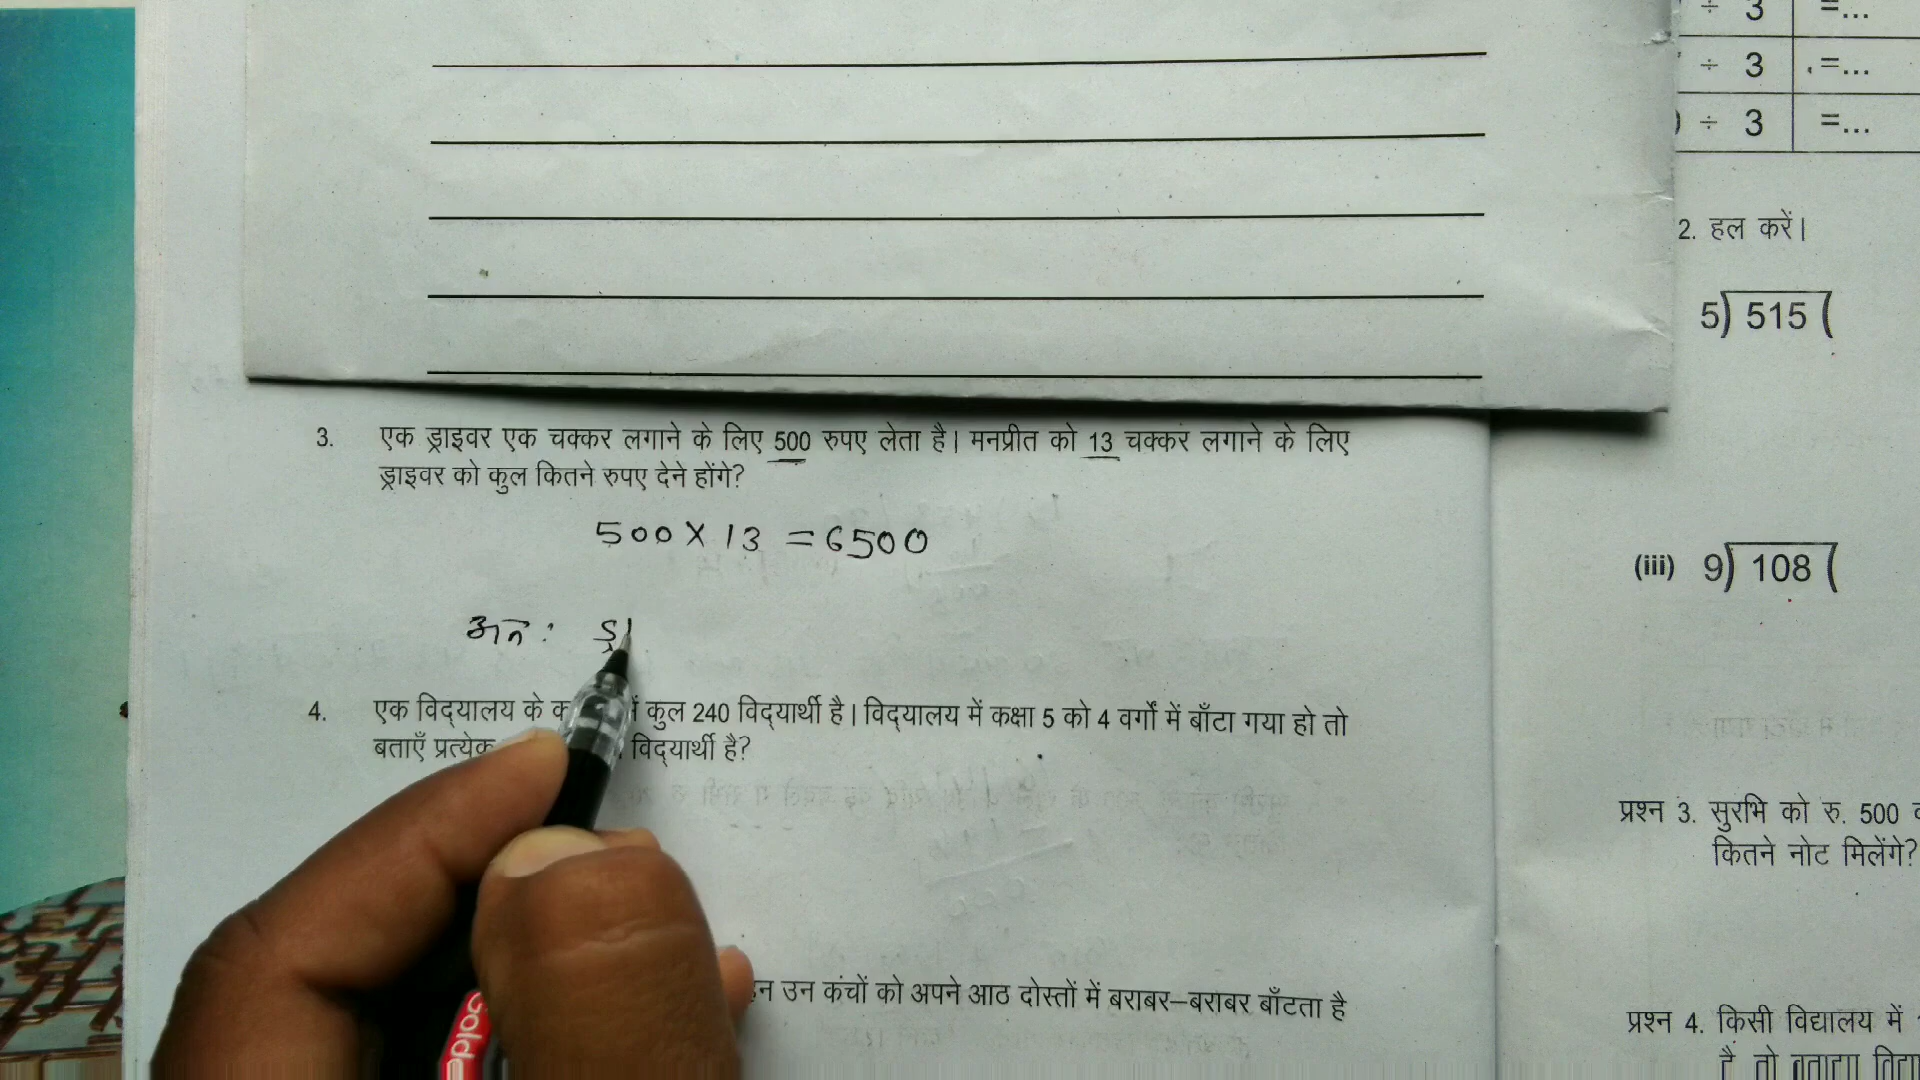 ÷ 3 =...
÷ 3 =...
÷ 3 =...
2. हल करें।
5) 515 (
(iii) 9) 108 (
प्रश्न 3. सुरभि को रु. 500
कितने नोट मिलेंगे?
प्रश्न 4. किसी विद्यालय में
3. एक ड्राइवर एक चक्कर लगाने के लिए 500 रुपए लेता है। मनप्रीत को 13 चक्कर लगाने के लिए
ड्राइवर को कुल कितने रुपए देने होंगे?
500 X 13 = 6500
अतः ड्रा
4. एक विद्यालय के कुल 240 विद्यार्थी है। विद्यालय में कक्षा 5 को 4 वर्गों में बाँटा गया हो तो
बताएँ प्रत्येक विद्यार्थी है?
उन कंचों को अपने आठ दोस्तों में बराबर–बराबर बाँटता है